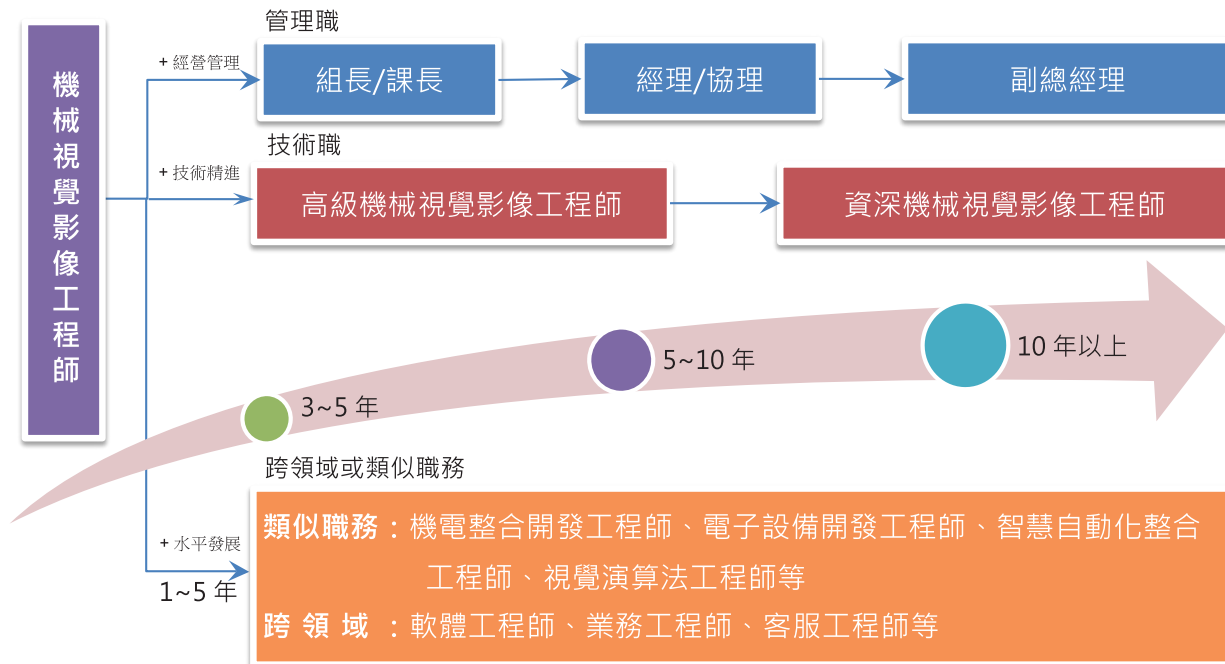 機械視覺影像工程師
管理職
+ 經營管理
組長/課長
經理/協理
副總經理
技術職
+ 技術精進
高級機械視覺影像工程師
資深機械視覺影像工程師
3~5 年
5~10 年
10 年以上
跨領域或類似職務
+ 水平發展
1~5 年
類似職務：機電整合開發工程師、電子設備開發工程師、智慧自動化整合
工程師、視覺演算法工程師等
跨 領 域 ：軟體工程師、業務工程師、客服工程師等